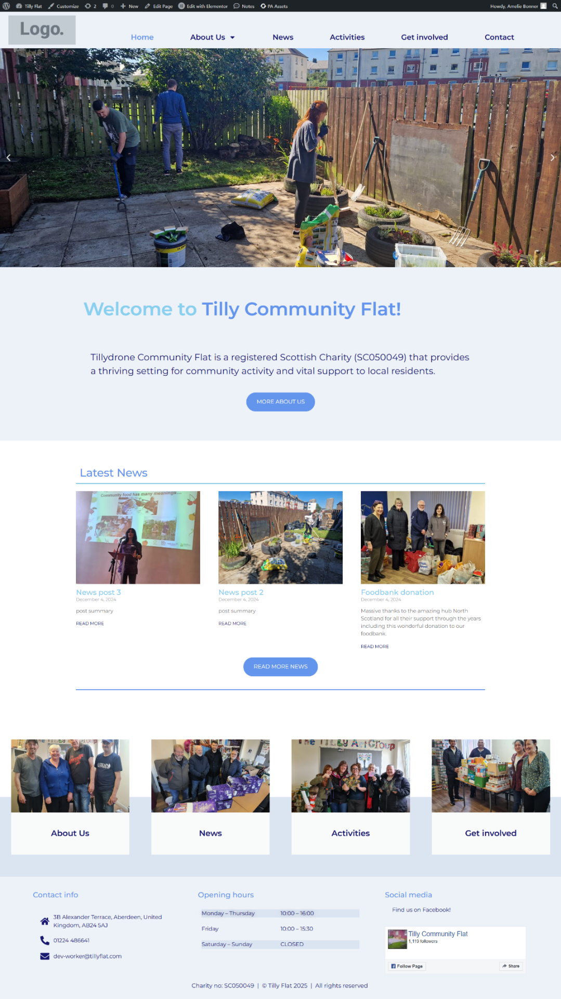 Tilly Flat Customize 2 0 New Edit Page Edit with Elementor Notes PA Assets Howdy, Amelie Bonner
Logo.
Home About Us News Activities Get involved Contact
Welcome to Tilly Community Flat!
Tillydrone Community Flat is a registered Scottish Charity (SC050049) that provides
a thriving setting for community activity and vital support to local residents.
MORE ABOUT US
Latest News
Community food has many meanings...
News post 3
December 4, 2024
post summary
READ MORE
News post 2
December 4, 2024
post summary
READ MORE
Foodbank donation
December 4, 2024
Massive thanks to the amazing hub North
Scotland for all their support through the years
including this wonderful donation to our
foodbank.
READ MORE
READ MORE NEWS
The TILLY ArtGroup
About Us
News
Activities
Get involved
Contact info
3B Alexander Terrace, Aberdeen, United
Kingdom, AB24 5AJ
01224 486641
dev-worker@tillyflat.com
Opening hours
Monday – Thursday 10:00 – 16:00
Friday 10:00 – 15:30
Saturday – Sunday CLOSED
Social media
Find us on Facebook!
Tilly Community Flat
1,119 followers
Follow Page Share
Charity no: SC050049 | © Tilly Flat 2025 | All rights reserved